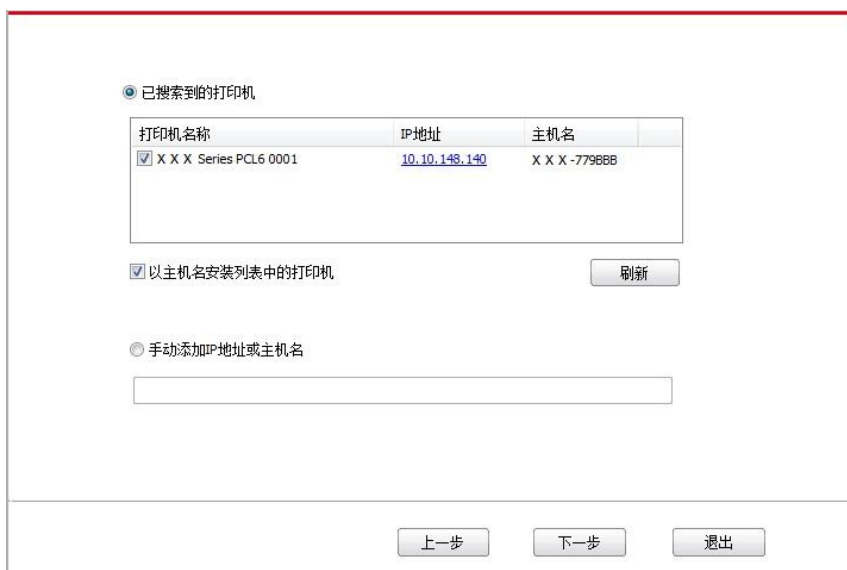 已搜索到的打印机
打印机名称 IP地址 主机名
X X X Series PCL6 0001 10.10.148.140 X X X -779BBB
以主机名安装列表中的打印机 刷新
手动添加IP地址或主机名
上一步 下一步 退出